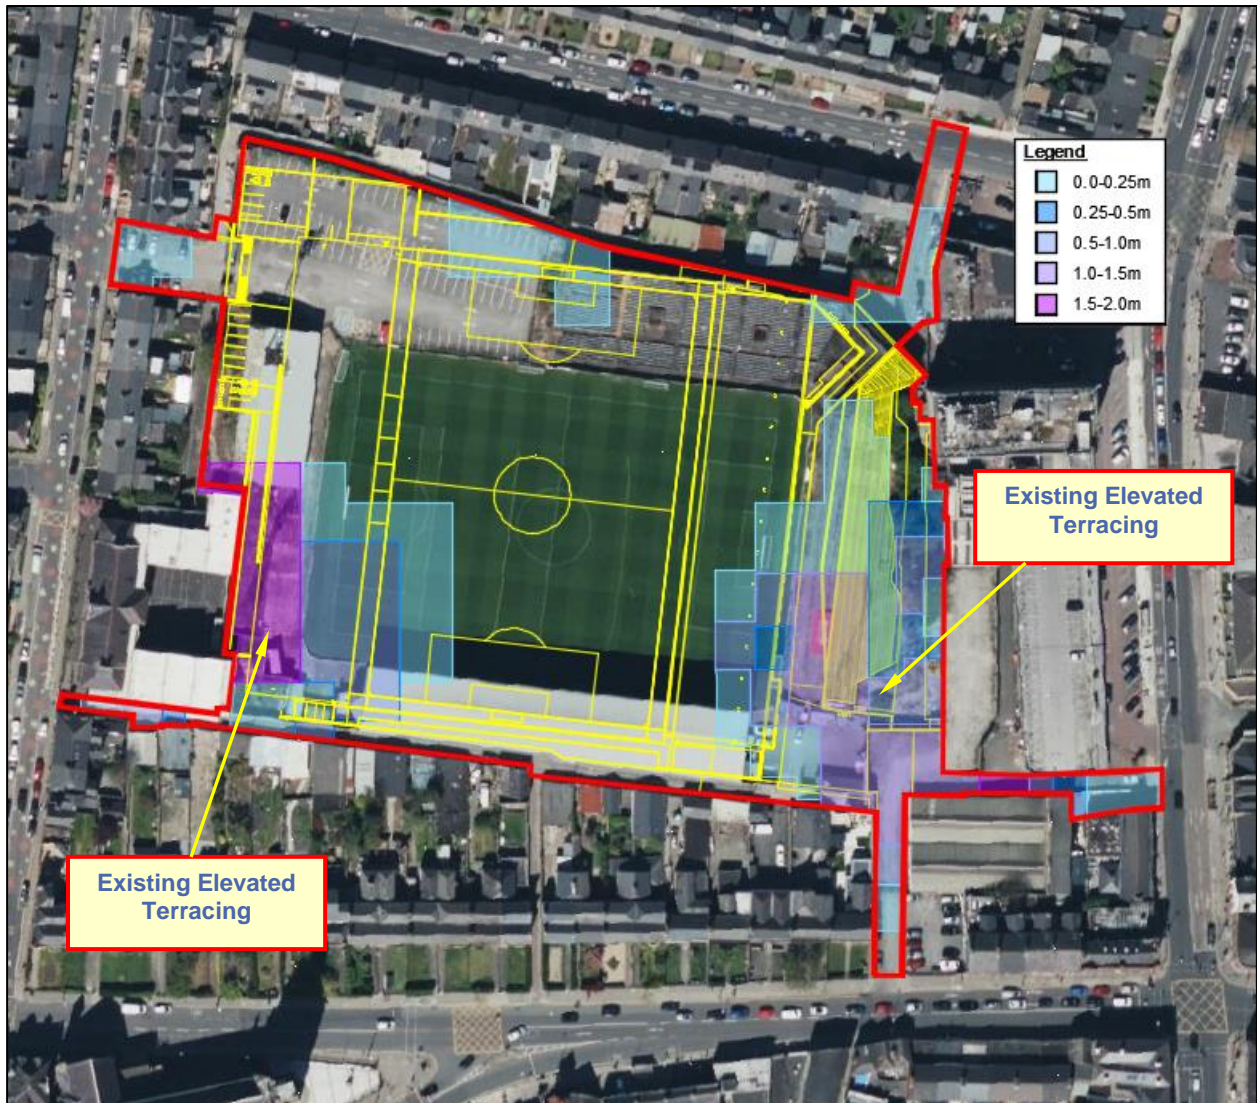 Legend
0.0-0.25m
0.25-0.5m
0.5-1.0m
1.0-1.5m
1.5-2.0m
Existing Elevated
Terracing
Existing Elevated
Terracing